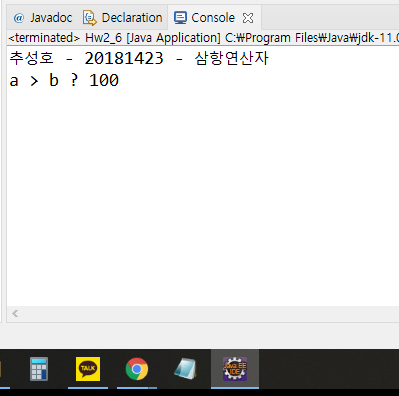 @ Javadoc Declaration Console
<terminated> Hw2_6 [Java Application] C:₩Program Files₩Java₩jdk-11.0
추성호 - 20181423 - 삼항연산자
a > b ? 100
TALK